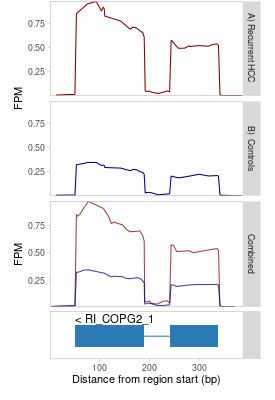 0.75
0.50
0.25
A) Recurrent HCC
FPM
0.75
0.50
0.25
B) Controls
0.75
0.50
0.25
Combined
FPM
< RI_COPG2_1
100
200
300
Distance from region start (bp)